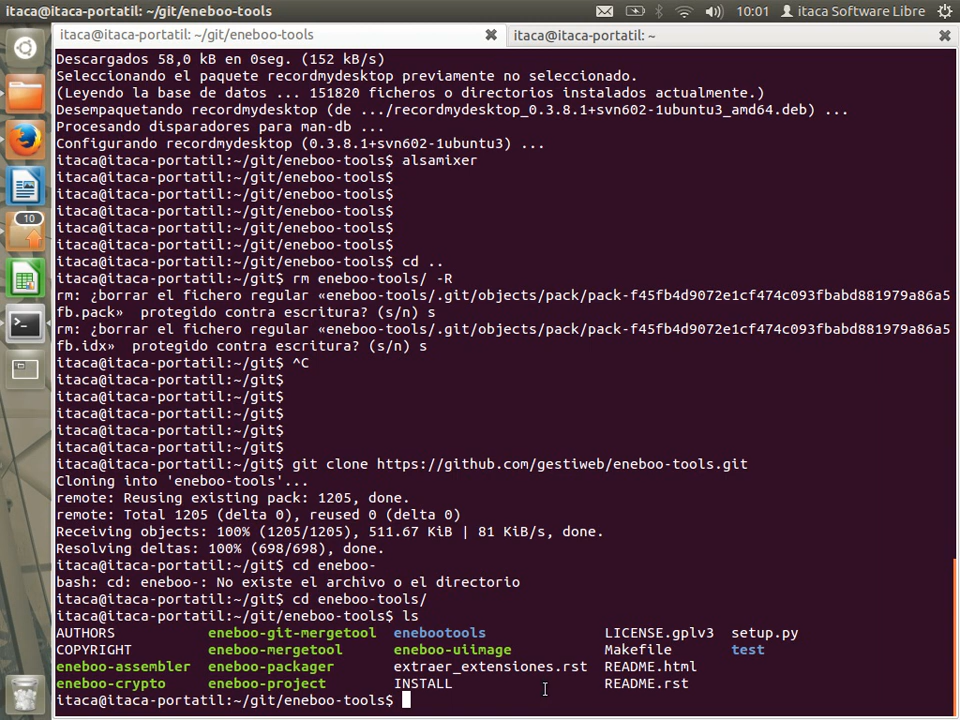 itaca@itaca-portatil: ~/git/eneboo-tools
10:01
itaca Software Libre
itaca@itaca-portatil: ~/git/eneboo-tools
itaca@itaca-portatil: ~
Descargados 58,0 kB en 0seg. (152 kB/s)
Seleccionando el paquete recordmydesktop previamente no seleccionado.
(Leyendo la base de datos ... 151820 ficheros o directorios instalados actualmente.)
Desempaquetando recordmydesktop (de .../recordmydesktop_0.3.8.1+svn602-1ubuntu3_amd64.deb) ...
Procesando disparadores para man-db ...
Configurando recordmydesktop (0.3.8.1+svn602-1ubuntu3) ...
itaca@itaca-portatil:~/git/eneboo-tools$ alsamixer
itaca@itaca-portatil:~/git/eneboo-tools$
itaca@itaca-portatil:~/git/eneboo-tools$
itaca@itaca-portatil:~/git/eneboo-tools$
itaca@itaca-portatil:~/git/eneboo-tools$
itaca@itaca-portatil:~/git/eneboo-tools$
itaca@itaca-portatil:~/git/eneboo-tools$ cd ..
itaca@itaca-portatil:~/git$ rm eneboo-tools/ -R
rm: ¿borrar el fichero regular «eneboo-tools/.git/objects/pack/pack-f45fb4d9072e1cf474c093fbabd881979a86a5
fb.pack»  protegido contra escritura? (s/n) s
rm: ¿borrar el fichero regular «eneboo-tools/.git/objects/pack/pack-f45fb4d9072e1cf474c093fbabd881979a86a5
fb.idx»  protegido contra escritura? (s/n) s
itaca@itaca-portatil:~/git$ ^C
itaca@itaca-portatil:~/git$
itaca@itaca-portatil:~/git$
itaca@itaca-portatil:~/git$
itaca@itaca-portatil:~/git$
itaca@itaca-portatil:~/git$
itaca@itaca-portatil:~/git$ git clone https://github.com/gestiweb/eneboo-tools.git
Cloning into 'eneboo-tools'...
remote: Reusing existing pack: 1205, done.
remote: Total 1205 (delta 0), reused 0 (delta 0)
Receiving objects: 100% (1205/1205), 511.67 KiB | 81 KiB/s, done.
Resolving deltas: 100% (698/698), done.
itaca@itaca-portatil:~/git$ cd eneboo-
bash: cd: eneboo-: No existe el archivo o el directorio
itaca@itaca-portatil:~/git$ cd eneboo-tools/
itaca@itaca-portatil:~/git/eneboo-tools$ ls
AUTHORS eneboo-git-mergetool enebootools LICENSE.gplv3 setup.py
COPYRIGHT eneboo-mergetool eneboo-uiimage Makefile test
eneboo-assembler eneboo-packager extraer_extensiones.rst README.html
eneboo-crypto eneboo-project INSTALL README.rst
itaca@itaca-portatil:~/git/eneboo-tools$
10